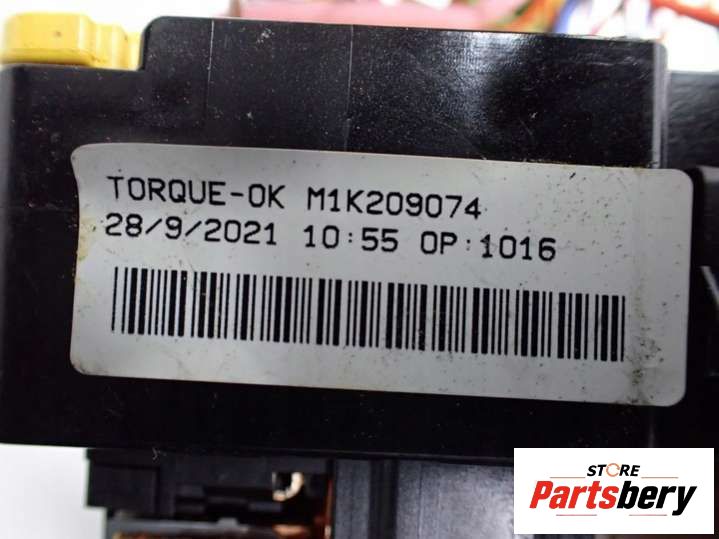 TORQUE-OK M1K209074
28/9/2021 10:55 OP:1016
STORE
Partsbery